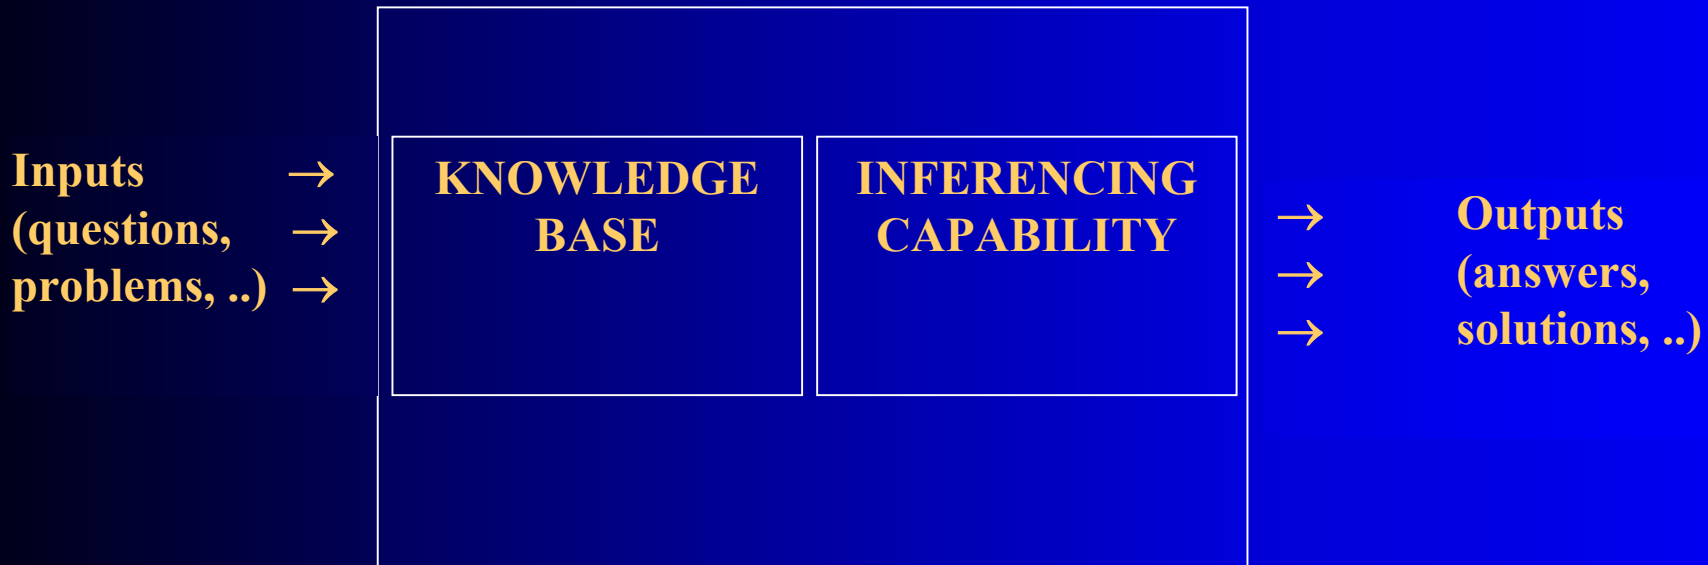 Inputs →
(questions, →
problems, ..) →
KNOWLEDGE
BASE
INFERENCING
CAPABILITY
→ Outputs
→ (answers,
→ solutions, ..)